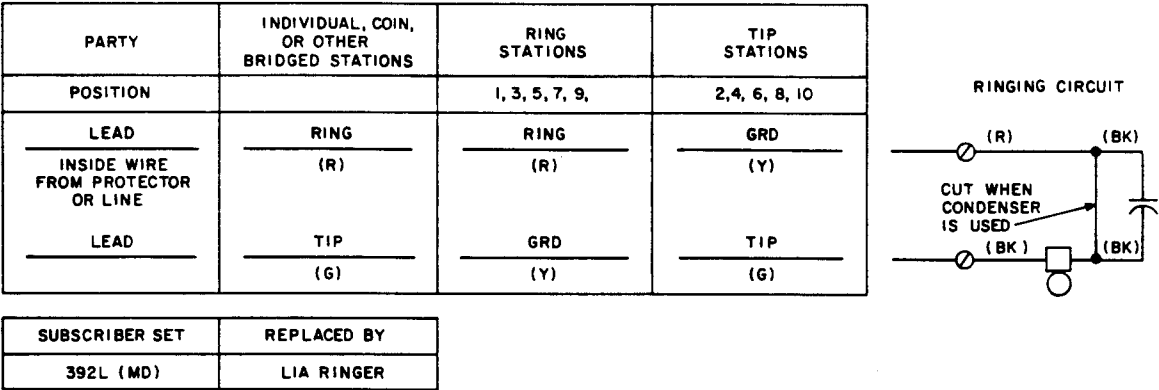 PARTY
INDIVIDUAL, COIN,
OR OTHER
BRIDGED STATIONS
RING
STATIONS
TIP
STATIONS
POSITION
1, 3, 5, 7, 9,
2,4, 6, 8, 10
LEAD
RING
RING
GRD
INSIDE WIRE
FROM PROTECTOR
OR LINE
(R)
(R)
(Y)
LEAD
TIP
GRD
TIP
(G)
(Y)
(G)
RINGING CIRCUIT
(R)
(BK)
CUT WHEN
CONDENSER
IS USED
(BK)
(BK)
SUBSCRIBER SET
REPLACED BY
392L (MD)
LIA RINGER